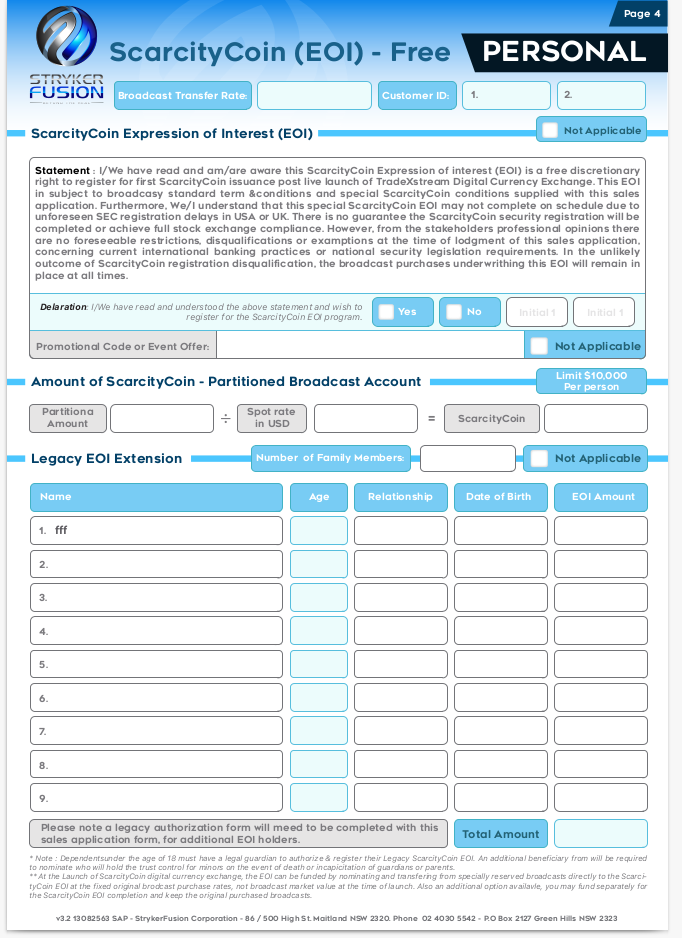 Page 4
ScarcityCoin (EOI) - Free
PERSONAL
STRYKER
FUSION
Broadcast Transfer Rate:
Customer ID:
1.
2.
ScarcityCoin Expression of Interest (EOI)
Not Applicable
Statement : I/We have read and am/are aware this ScarcityCoin Expression of interest (EOI) is a free discretionary
right to register for first ScarcityCoin issuance post live launch of TradeXstream Digital Currency Exchange. This EOI
in subject to broadcasy standard term &conditions and special ScarcityCoin conditions supplied with this sales
application. Furthermore, We/I understand that this special ScarcityCoin EOI may not complete on schedule due to
unforeseen SEC registration delays in USA or UK. There is no guarantee the ScarcityCoin security registration will be
completed or achieve full stock exchange compliance. However, from the stakeholders professional opinions there
are no foreseeable restrictions, disqualifications or examptions at the time of lodgment of this sales application,
concerning current international banking practices or national security legislation requirements. In the unlikely
outcome of ScarcityCoin registration disqualification, the broadcast purchases underwrithing this EOI will remain in
place at all times.
Delaration: I/We have read and understood the above statement and wish to
register for the ScarcityCoin EOI program.
Yes
No
Initial 1
Initial 1
Promotional Code or Event Offer:
Not Applicable
Amount of ScarcityCoin - Partitioned Broadcast Account
Limit $10,000
Per person
Partitiona
Amount
÷
Spot rate
in USD
=
ScarcityCoin
Legacy EOI Extension
Number of Family Members:
Not Applicable
Name
Age
Relationship
Date of Birth
EOI Amount
1. fff
2.
3.
4.
5.
6.
7.
8.
9.
Please note a legacy authorization form will meed to be completed with this
sales application form, for additional EOI holders.
Total Amount
* Note : Dependentsunder the age of 18 must have a legal guardian to authorize & register their Legacy ScarcityCoin EOI. An additional beneficiary from will be required
to nominate who will hold the trust control for minors on the event of death or incapicitation of guardians or parents.
** At the Launch of ScarcityCoin digital currency exchange, the EOI can be funded by nominating and transfering from specially reserved broadcasts directly to the Scarci-
tyCoin EOI at the fixed original brodcast purchase rates, not broadcast market value at the time of launch. Also an additional option availavle, you may fund separately for
the ScarcityCoin EOI completion and keep the original purchased broadcasts.
v3.2 13082563 SAP - StrykerFusion Corporation - 86 / 500 High St. Maitland NSW 2320. Phone 02 4030 5542 - P.O Box 2127 Green Hills NSW 2323